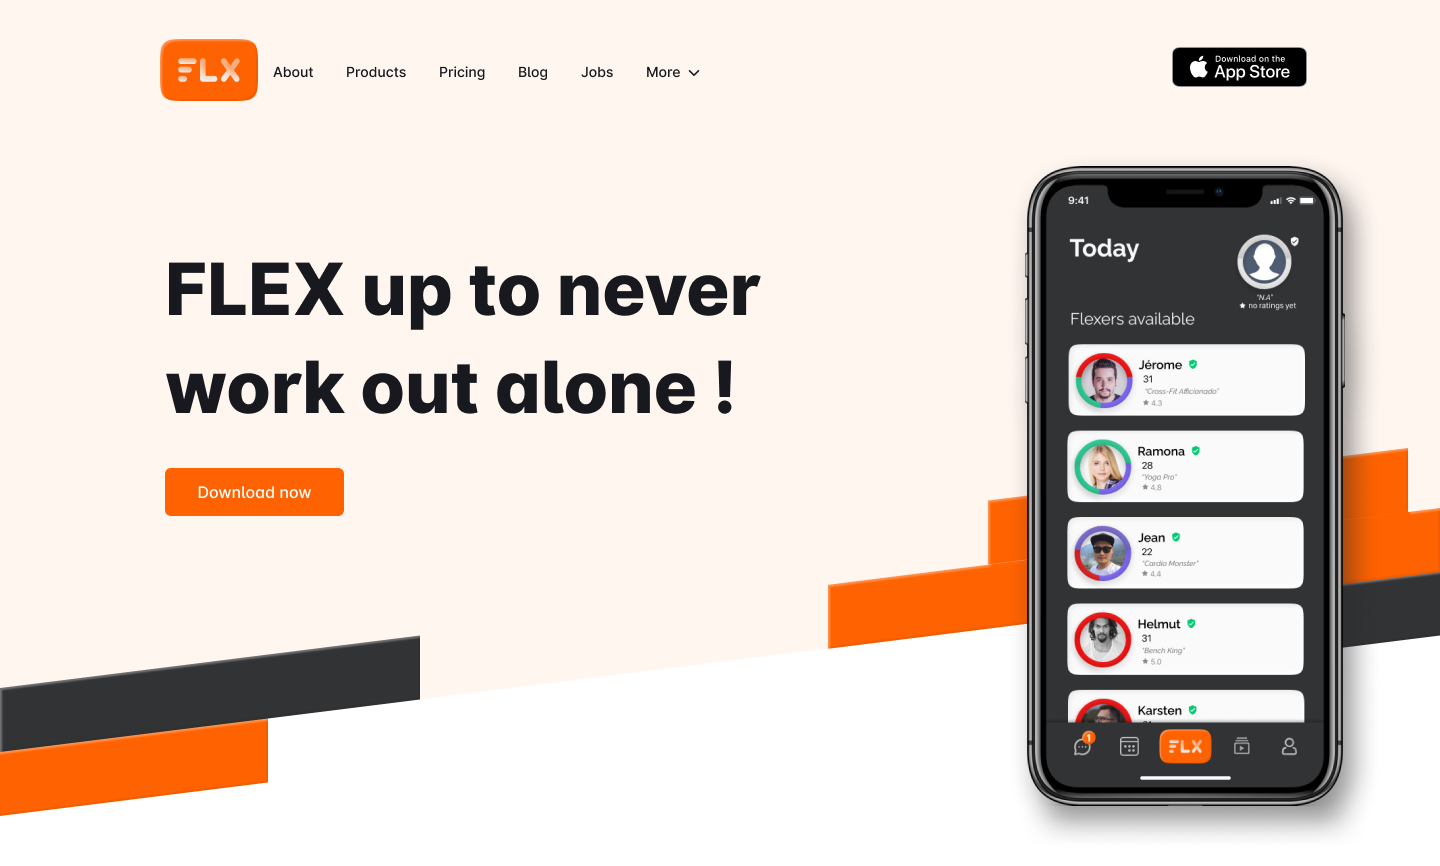 FLX
About
Products
Pricing
Blog
Jobs
More
Download on the
App Store
FLEX up to never
work out alone !
Download now
9:41
Today
"N.A"
no ratings yet
Flexers available
Jérome
31
"Cross-Fit Afficionado"
4.3
Ramona
28
"Yoga Pro"
4.8
Jean
22
"Cardio Monster"
4.4
Helmut
31
"Bench King"
5.0
Karsten
1
FLX